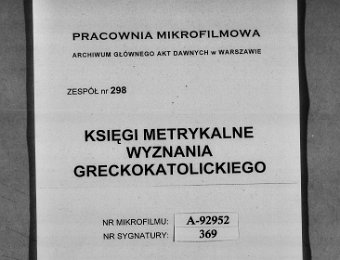 PRACOWNIA MIKROFILMOWA
ARCHIWUM GŁÓWNEGO AKT DAWNYCH w WARSZAWIE
ZESPÓŁ nr 298
KSIĘGI METRYKALNE
WYZNANIA
GRECKOKATOLICKIEGO
NR MIKROFILMU: A-92952
NR SYGNATURY: 369